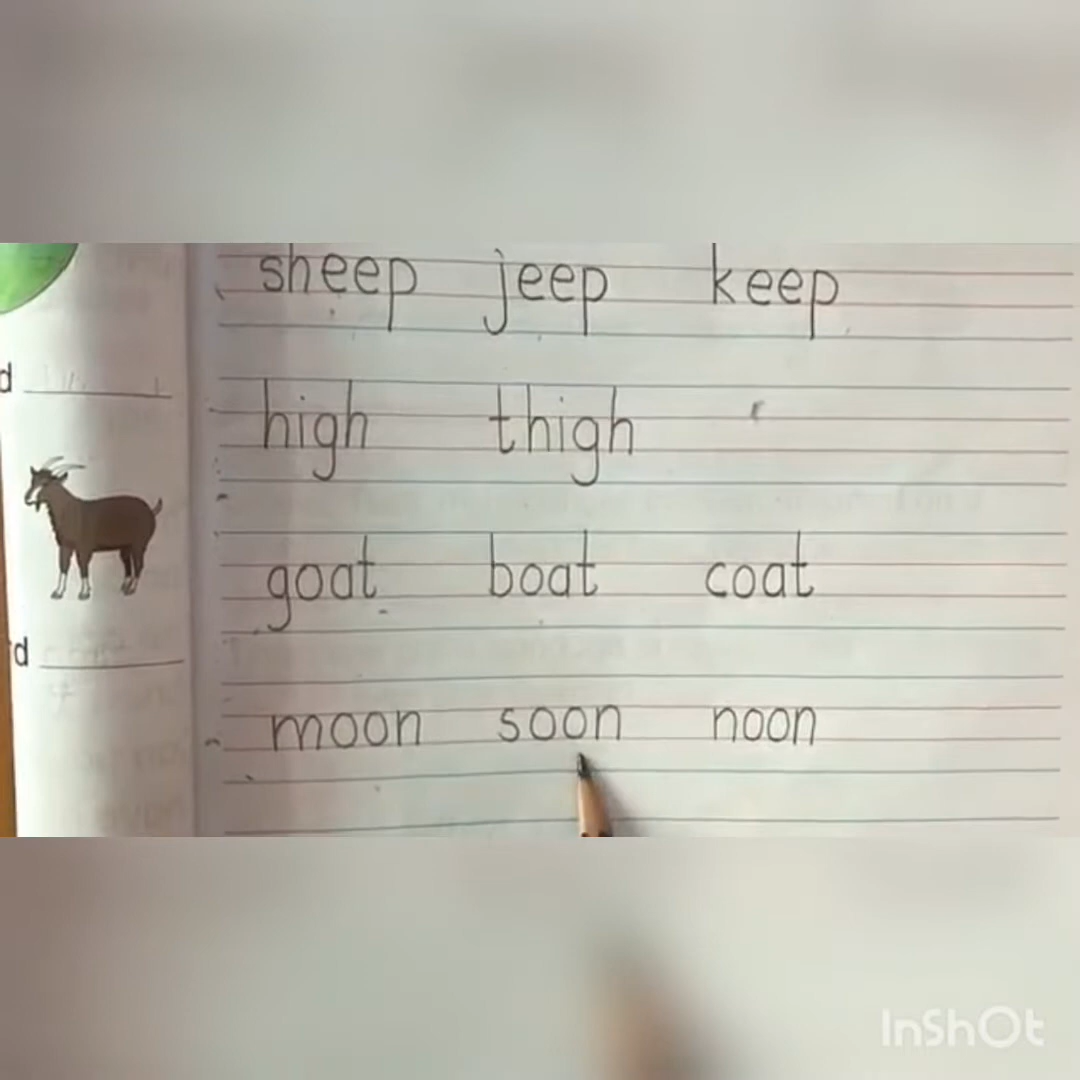 sheep jeep keep
d
high thigh
goat boat coat
d
moon soon noon
InShOt